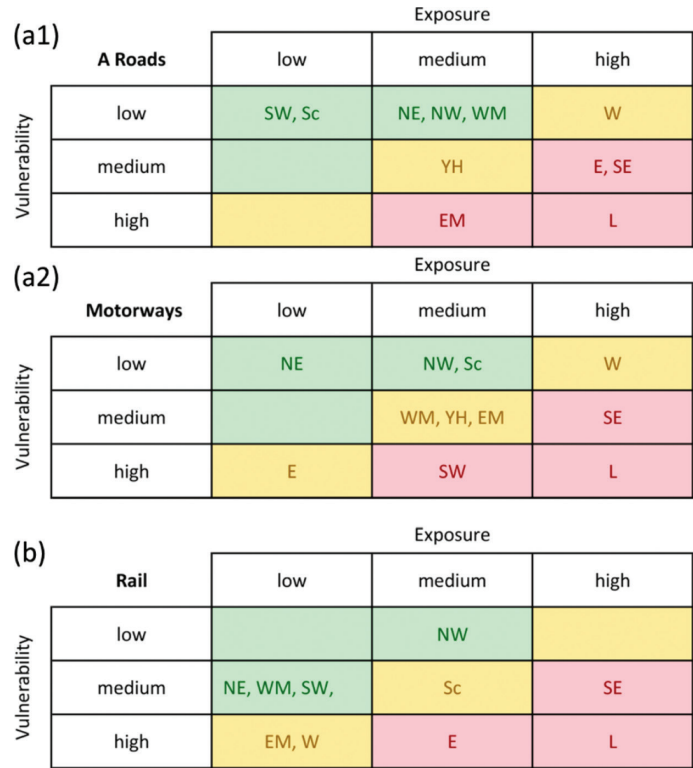 (a1)
Exposure
A Roads low medium high
Vulnerability
low SW, Sc NE, NW, WM W
medium YH E, SE
high EM L
(a2)
Exposure
Motorways low medium high
Vulnerability
low NE NW, Sc W
medium WM, YH, EM SE
high E SW L
(b)
Exposure
Rail low medium high
Vulnerability
low NW
medium NE, WM, SW, Sc SE
high EM, W E L